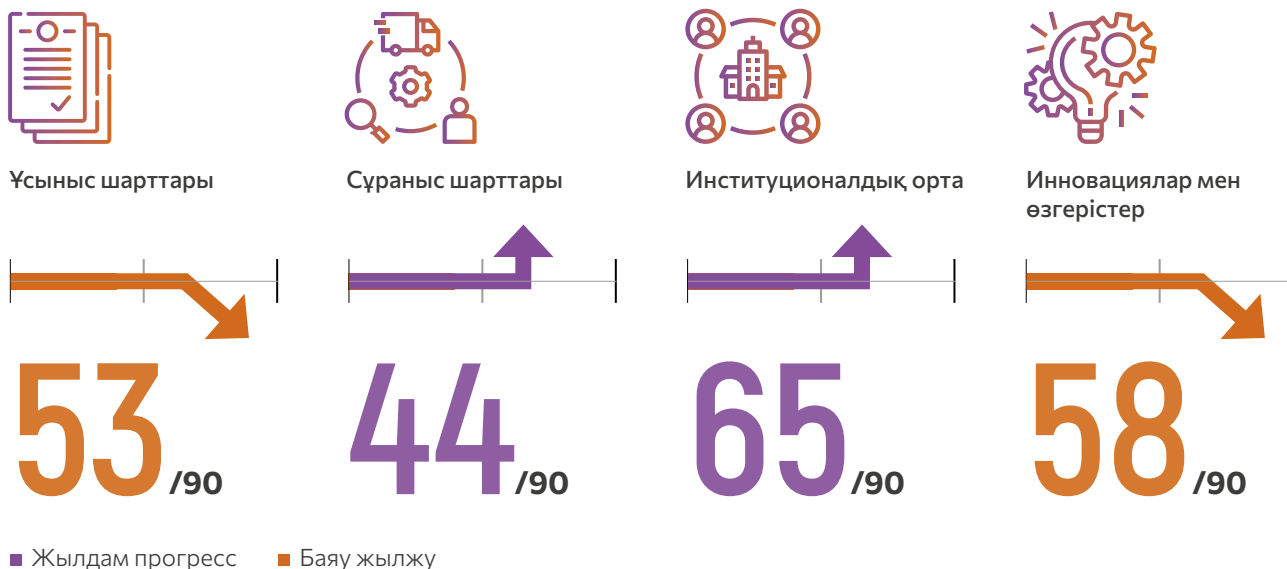 Ұсыныс шарттары
53/90
Сұраныс шарттары
44/90
Институционалдық орта
65/90
Инновациялар мен
өзгерістер
58/90
Жылдам прогресс
Баяу жылжу